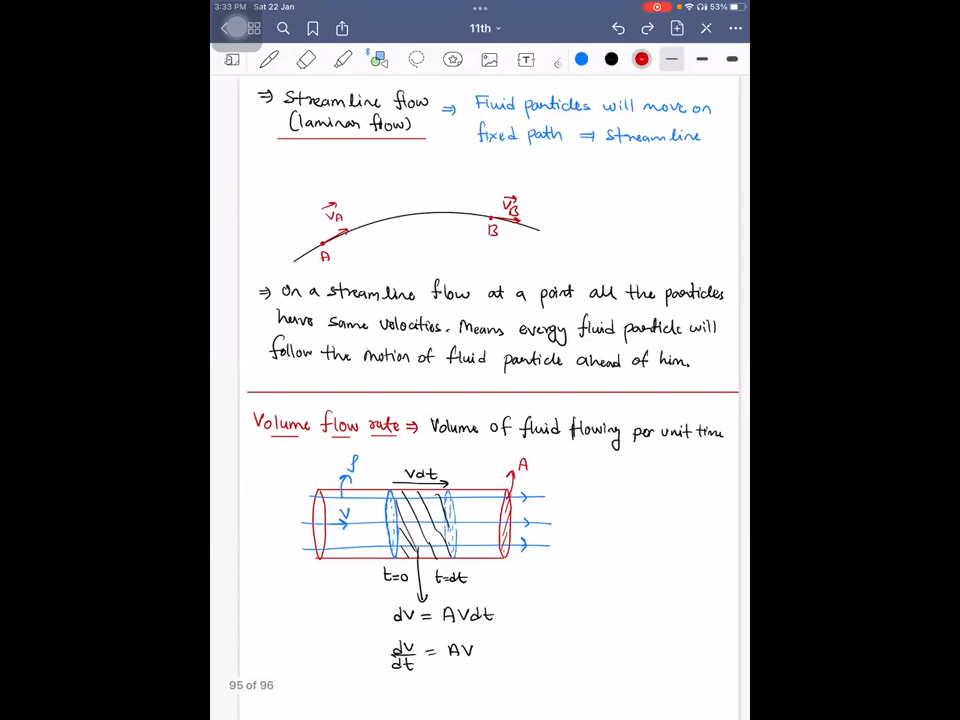 3:33 PM Sat 22 Jan
53%
11th
T
⇒ Streamline flow ⇒ Fluid particles will move on
(laminar flow) fixed path ⇒ streamline
V⃗A
V⃗B
A
B
⇒ On a streamline flow at a point all the particles
have same velocities. Means evergy fluid particle will
follow the motion of fluid particle ahead of him.
Volume flow rate ⇒ Volume of fluid flowing per unit time
ρ
Vdt
A
V
t=0 t=dt
dV = AVdt
dV/dt = AV
95 of 96